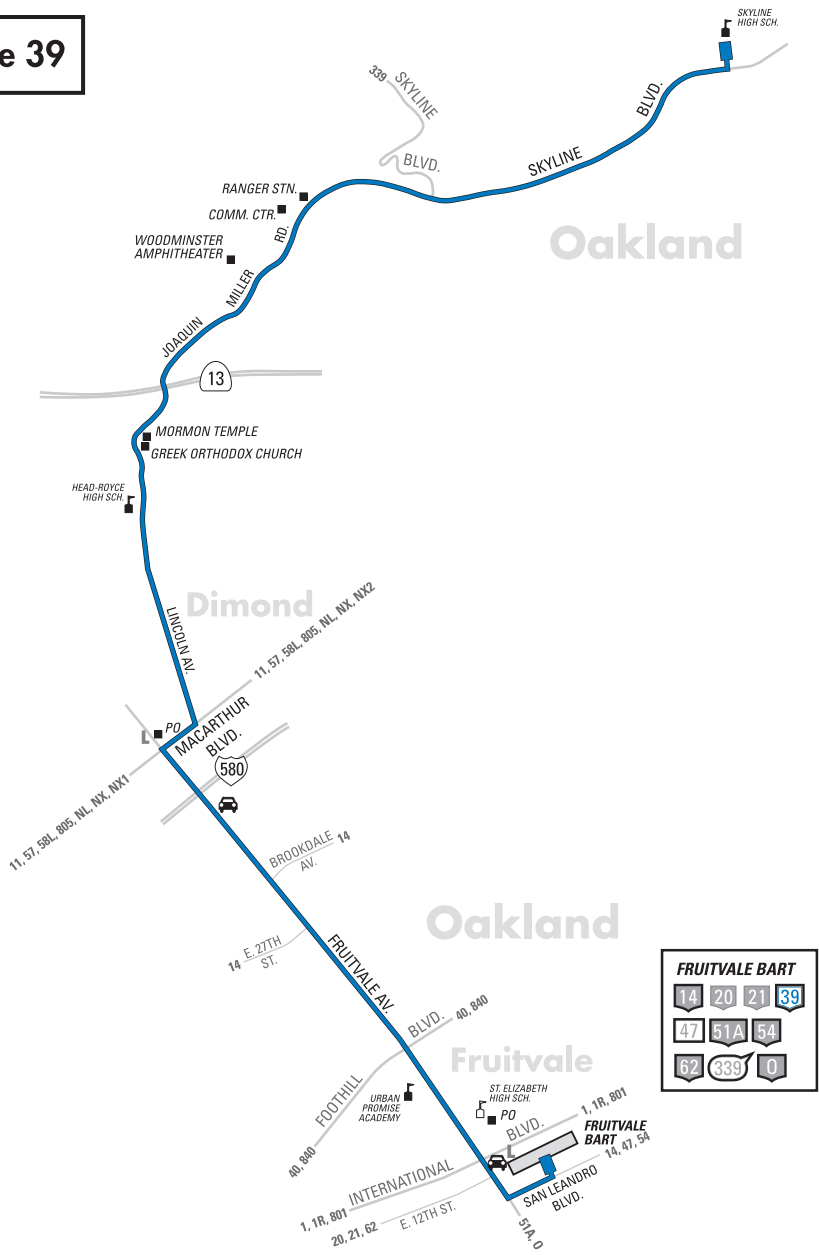 e 39
SKYLINE
HIGH SCH.
339
SKYLINE
BLVD.
BLVD.
SKYLINE
RANGER STN.
COMM. CTR.
RD.
WOODMINSTER
AMPHITHEATER
Oakland
MILLER
JOAQUIN
13
MORMON TEMPLE
GREEK ORTHODOX CHURCH
HEAD-ROYCE
HIGH SCH.
Dimond
11, 57, 58L, 805, NL, NX, NX2
LINCOLN AV.
L
PO
MACARTHUR
BLVD.
580
11, 57, 58L, 805, NL, NX, NX1
BROOKDALE
AV.
14
Oakland
E. 27TH
ST.
14
FRUITVALE AV.
BLVD.
40, 840
Fruitvale
FOOTHILL
40, 840
URBAN
PROMISE
ACADEMY
ST. ELIZABETH
HIGH SCH.
PO
1, 1R, 801
BLVD.
L
FRUITVALE
BART
14, 47, 54
INTERNATIONAL
1, 1R, 801
SAN LEANDRO
BLVD.
E. 12TH ST.
20, 21, 62
51A, O
FRUITVALE BART
14 20 21 39
47 51A 54
62 339 O